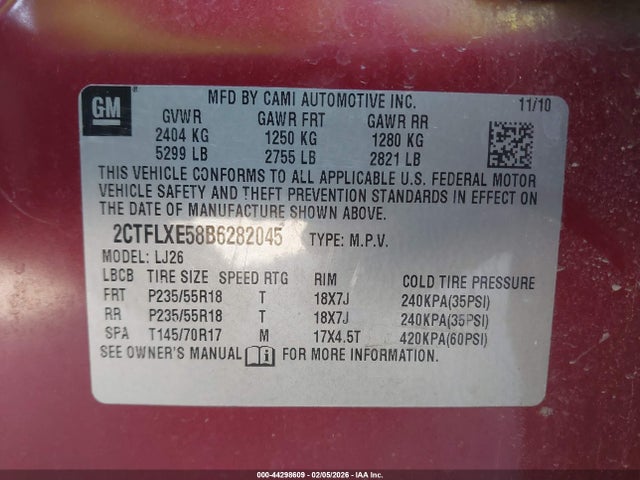 GM
MFD BY CAMI AUTOMOTIVE INC. 11/10
GVWR GAWR FRT GAWR RR
2404 KG 1250 KG 1280 KG
5299 LB 2755 LB 2821 LB
THIS VEHICLE CONFORMS TO ALL APPLICABLE U.S. FEDERAL MOTOR
VEHICLE SAFETY AND THEFT PREVENTION STANDARDS IN EFFECT ON
THE DATE OF MANUFACTURE SHOWN ABOVE.
2CTFLXE58B6282045 TYPE: M.P.V.
MODEL: LJ26
LBCB TIRE SIZE SPEED RTG RIM COLD TIRE PRESSURE
FRT P235/55R18 T 18X7J 240KPA(35PSI)
RR P235/55R18 T 18X7J 240KPA(35PSI)
SPA T145/70R17 M 17X4.5T 420KPA(60PSI)
SEE OWNER'S MANUAL FOR MORE INFORMATION.
000-44298609 - 02/05/2026 - IAA Inc.